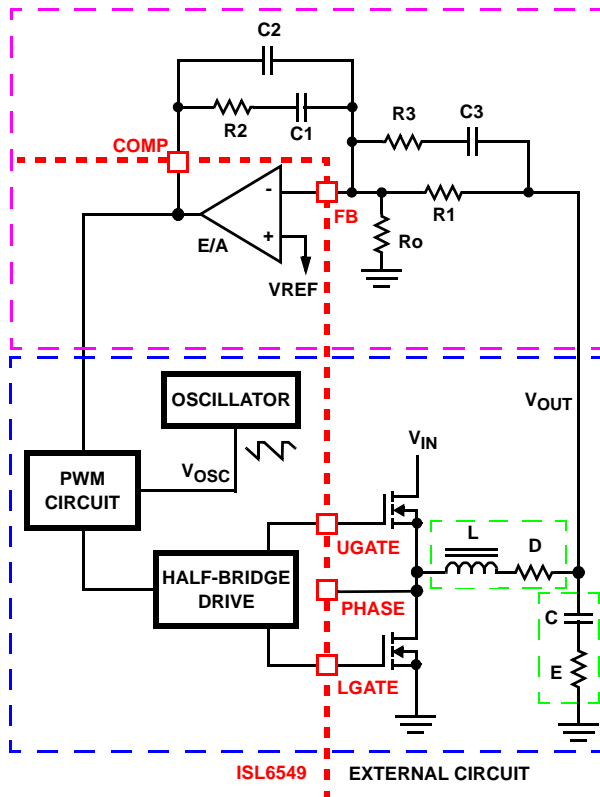 C2
R2
C1
R3
C3
COMP
-
FB
R1
E/A
+
Ro
VREF
OSCILLATOR
VOUT
PWM
CIRCUIT
VOSC
VIN
UGATE
L
D
HALF-BRIDGE
DRIVE
PHASE
C
E
LGATE
ISL6549
EXTERNAL CIRCUIT